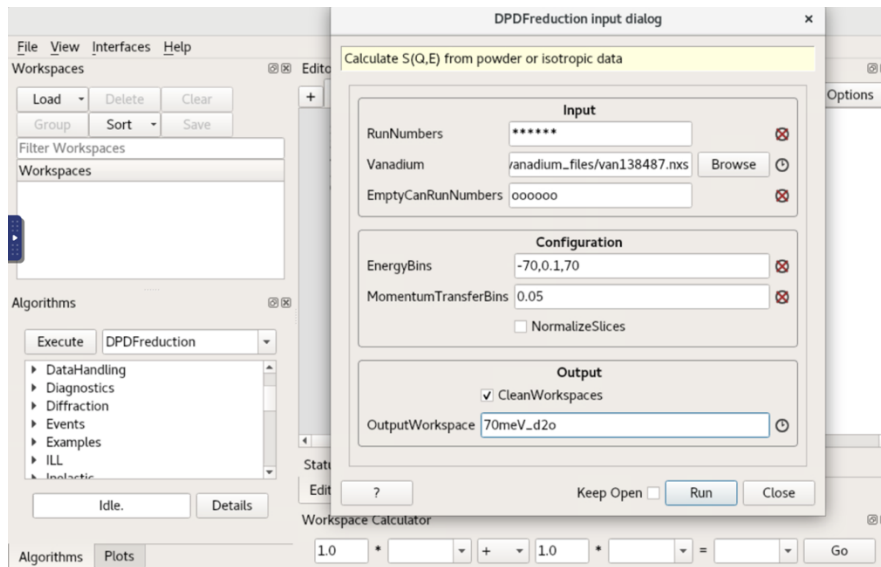 DPDFreduction input dialog ×
File View Interfaces Help
Workspaces
Load Delete Clear
Group Sort Save
Filter Workspaces
Workspaces
Algorithms
Execute DPDFreduction
DataHandling
Diagnostics
Diffraction
Events
Examples
ILL
Inelastic
Idle. Details
Algorithms Plots
Edito
+ Options
Calculate S(Q,E) from powder or isotropic data
Input
RunNumbers ******
Vanadium vanadium_files/van138487.nxs Browse
EmptyCanRunNumbers oooooo
Configuration
EnergyBins -70,0.1,70
MomentumTransferBins 0.05
NormalizeSlices
Output
CleanWorkspaces
OutputWorkspace 70meV_d2o
? Keep Open Run Close
Statu
Edit
Workspace Calculator
1.0 * + 1.0 * = Go